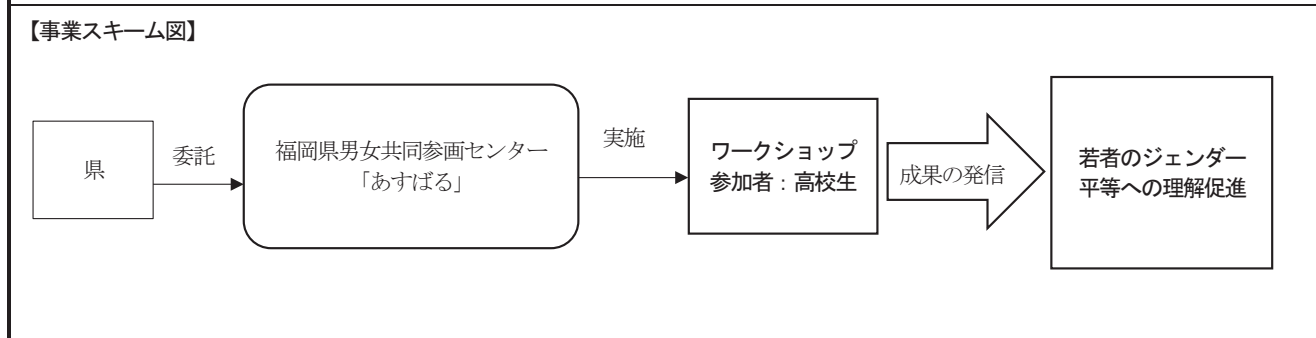 【事業スキーム図】
県
委託
福岡県男女共同参画センター
「あすばる」
実施
ワークショップ
参加者：高校生
成果の発信
若者のジェンダー
平等への理解促進